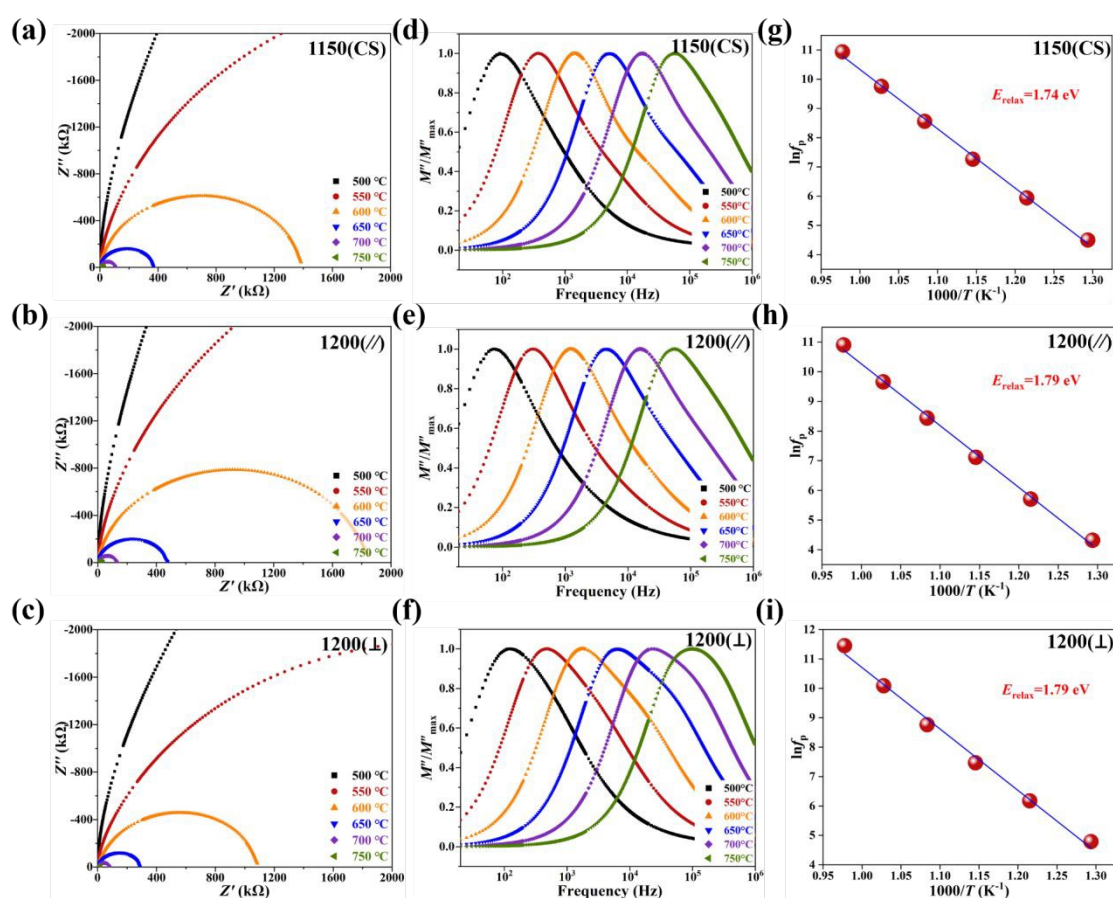 (a)
1150(CS)
-2000
-1600
-1200
-800
-400
0
Z'' (kΩ)
500 °C
550 °C
600 °C
650 °C
700 °C
750 °C
0 400 800 1200 1600 2000
Z' (kΩ)
(d)
1150(CS)
1.0
0.8
0.6
0.4
0.2
0.0
M''/M''max
500°C
550°C
600°C
650°C
700°C
750°C
10² 10³ 10⁴ 10⁵ 10⁶
Frequency (Hz)
(g)
1150(CS)
11
10
9
8
7
6
5
4
lnfp
Erelax=1.74 eV
0.95 1.00 1.05 1.10 1.15 1.20 1.25 1.30
1000/T (K⁻¹)
(b)
1200(//)
-2000
-1600
-1200
-800
-400
0
Z'' (kΩ)
500 °C
550 °C
600 °C
650 °C
700 °C
750 °C
0 400 800 1200 1600 2000
Z' (kΩ)
(e)
1200(//)
1.0
0.8
0.6
0.4
0.2
0.0
M''/M''max
500°C
550°C
600°C
650°C
700°C
750°C
10² 10³ 10⁴ 10⁵ 10⁶
Frequency (Hz)
(h)
1200(//)
11
10
9
8
7
6
5
4
lnfp
Erelax=1.79 eV
0.95 1.00 1.05 1.10 1.15 1.20 1.25 1.30
1000/T (K⁻¹)
(c)
1200(⊥)
-2000
-1600
-1200
-800
-400
0
Z'' (kΩ)
500 °C
550 °C
600 °C
650 °C
700 °C
750 °C
0 400 800 1200 1600 2000
Z' (kΩ)
(f)
1200(⊥)
1.0
0.8
0.6
0.4
0.2
0.0
M''/M''max
500°C
550°C
600°C
650°C
700°C
750°C
10² 10³ 10⁴ 10⁵ 10⁶
Frequency (Hz)
(i)
1200(⊥)
12
11
10
9
8
7
6
5
4
lnfp
Erelax=1.79 eV
0.95 1.00 1.05 1.10 1.15 1.20 1.25 1.30
1000/T (K⁻¹)